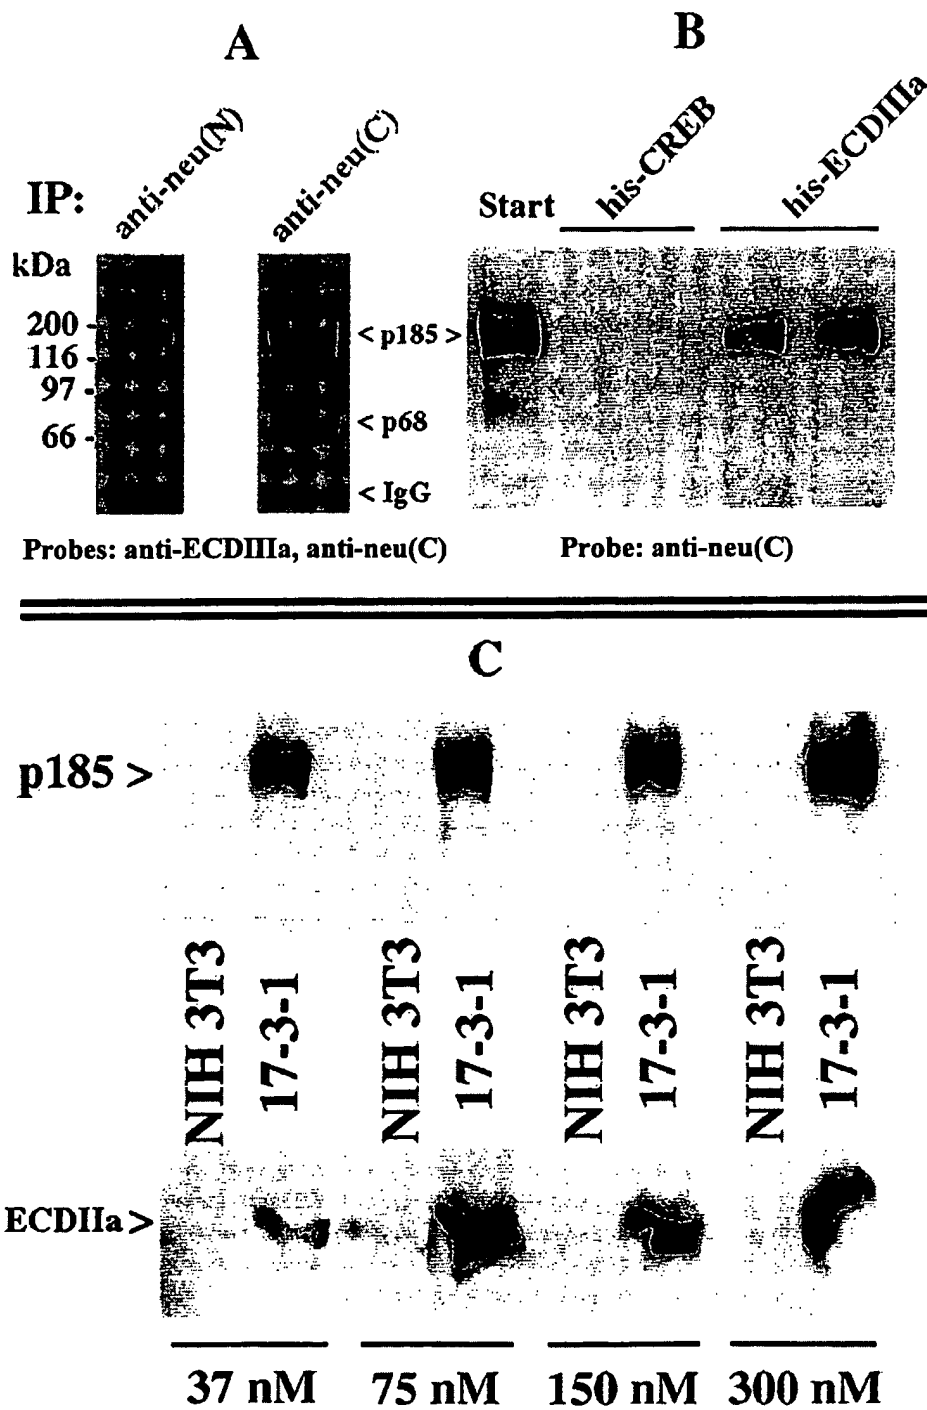 A
B
IP:
anti-neu(N)
anti-neu(C)
Start
his-CREB
his-ECDIIIa
kDa
200 -
116 -
97 -
66 -
< p185 >
< p68
< IgG
Probes: anti-ECDIIIa, anti-neu(C)
Probe: anti-neu(C)
C
p185 >
NIH 3T3
17-3-1
NIH 3T3
17-3-1
NIH 3T3
17-3-1
NIH 3T3
17-3-1
ECDIIa >
37 nM
75 nM
150 nM
300 nM